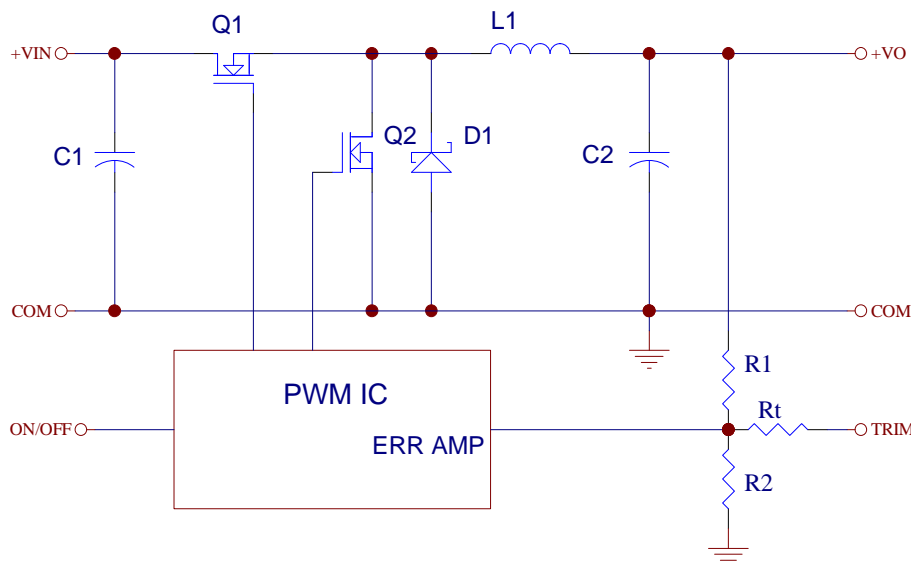 Q1
L1
+VIN
+VO
C1
Q2
D1
C2
COM
COM
PWM IC
R1
Rt
ON/OFF
ERR AMP
TRIM
R2